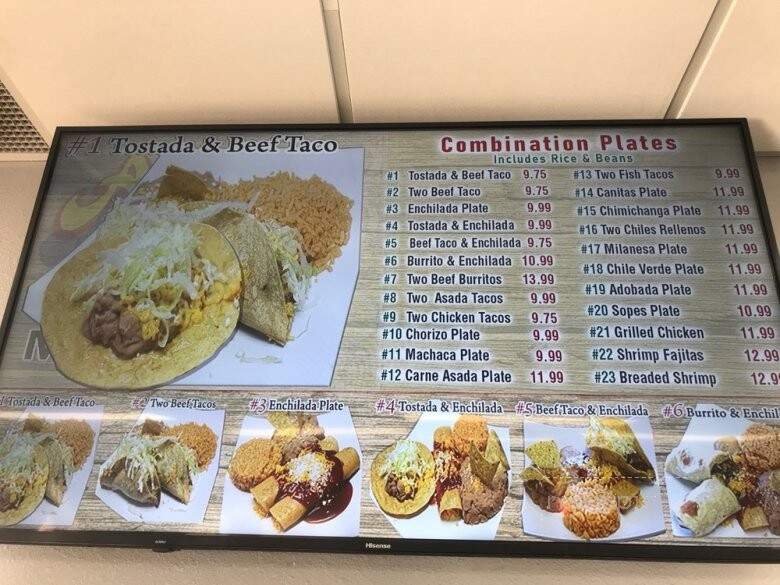 #1 Tostada & Beef Taco
Combination Plates
Includes Rice & Beans
#1 Tostada & Beef Taco 9.75
#2 Two Beef Taco 9.75
#3 Enchilada Plate 9.99
#4 Tostada & Enchilada 9.99
#5 Beef Taco & Enchilada 9.75
#6 Burrito & Enchilada 10.99
#7 Two Beef Burritos 13.99
#8 Two Asada Tacos 9.99
#9 Two Chicken Tacos 9.75
#10 Chorizo Plate 9.99
#11 Machaca Plate 9.99
#12 Carne Asada Plate 11.99
#13 Two Fish Tacos 9.99
#14 Canitas Plate 11.99
#15 Chimichanga Plate 11.99
#16 Two Chiles Rellenos 11.99
#17 Milanesa Plate 11.99
#18 Chile Verde Plate 11.99
#19 Adobada Plate 11.99
#20 Sopes Plate 10.99
#21 Grilled Chicken 11.99
#22 Shrimp Fajitas 12.99
#23 Breaded Shrimp 12.9
1 Tostada & Beef Taco
#2 Two Beef Tacos
#3 Enchilada Plate
#4 Tostada & Enchilada
#5 Beef Taco & Enchilada
#6 Burrito & Enchil
Hisense